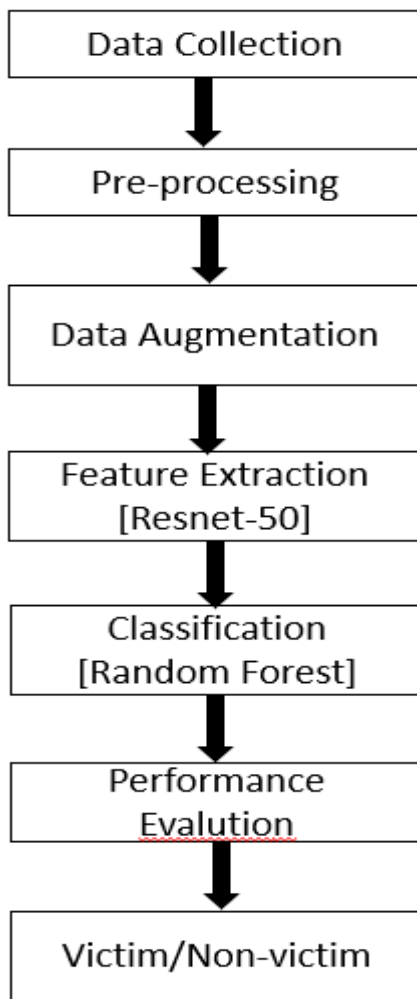 Data Collection
Pre-processing
Data Augmentation
Feature Extraction
[Resnet-50]
Classification
[Random Forest]
Performance
Evalution
Victim/Non-victim